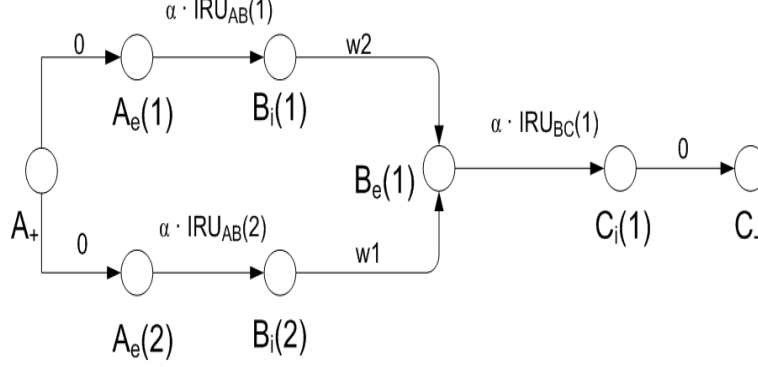 α · IRU_AB(1)
0
w2
A_e(1)
B_i(1)
α · IRU_BC(1)
0
B_e(1)
A_+
0
α · IRU_AB(2)
w1
C_i(1)
C_-
A_e(2)
B_i(2)